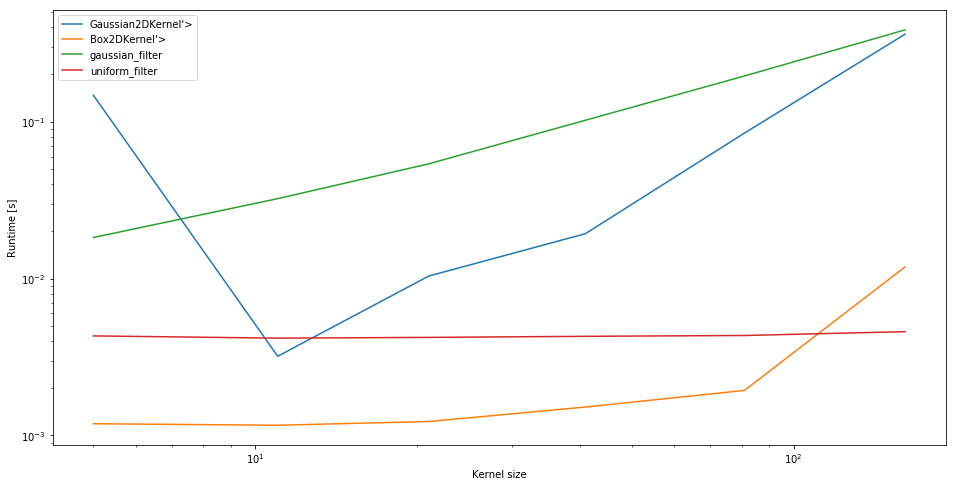 Gaussian2DKernel'>
Box2DKernel'>
gaussian_filter
uniform_filter
10⁻¹
10⁻²
10⁻³
Runtime [s]
10¹
10²
Kernel size